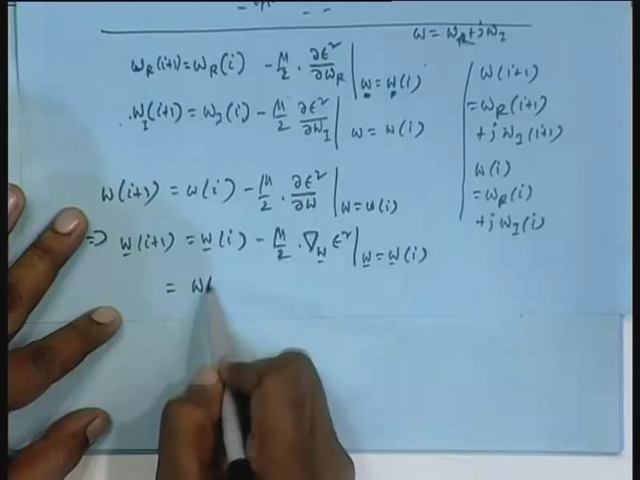 w = w_R + j w_I
w_R(i+1) = w_R(i) - μ/2 · ∂ε²/∂w_R | w = w(i)
w_I(i+1) = w_I(i) - μ/2 · ∂ε²/∂w_I | w = w(i)
w(i+1)
= w_R(i+1)
+ j w_I(i+1)
w(i)
= w_R(i)
+ j w_I(i)
w(i+1) = w(i) - μ/2 · ∂ε²/∂w | w = w(i)
⇒ w(i+1) = w(i) - μ/2 · ∇_w ε² | w = w(i)
= w(